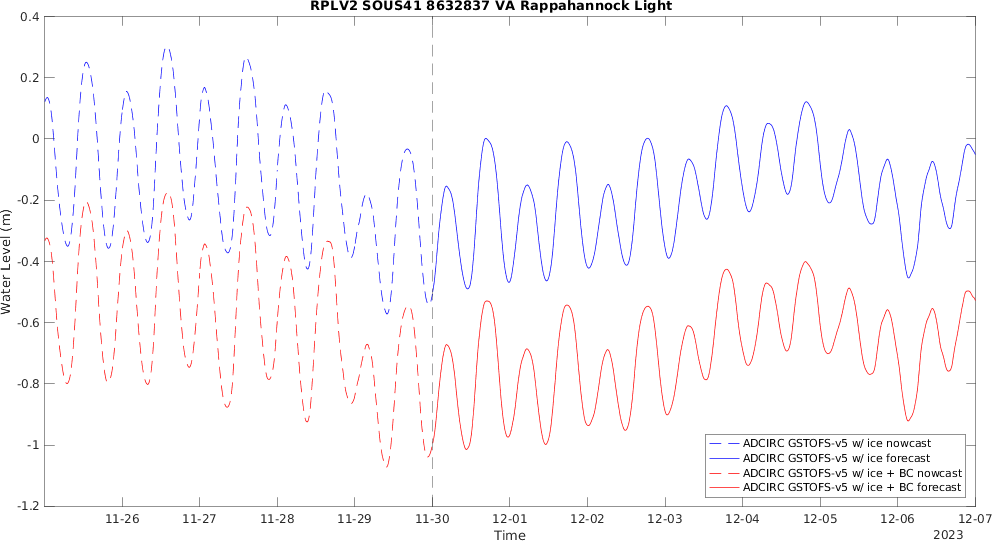 RPLV2 SOUS41 8632837 VA Rappahannock Light
0.4
0.2
0
-0.2
-0.4
-0.6
-0.8
-1
-1.2
Water Level (m)
ADCIRC GSTOFS-v5 w/ ice nowcast
ADCIRC GSTOFS-v5 w/ ice forecast
ADCIRC GSTOFS-v5 w/ ice + BC nowcast
ADCIRC GSTOFS-v5 w/ ice + BC forecast
11-26 11-27 11-28 11-29 11-30 12-01 12-02 12-03 12-04 12-05 12-06 12-07
Time
2023